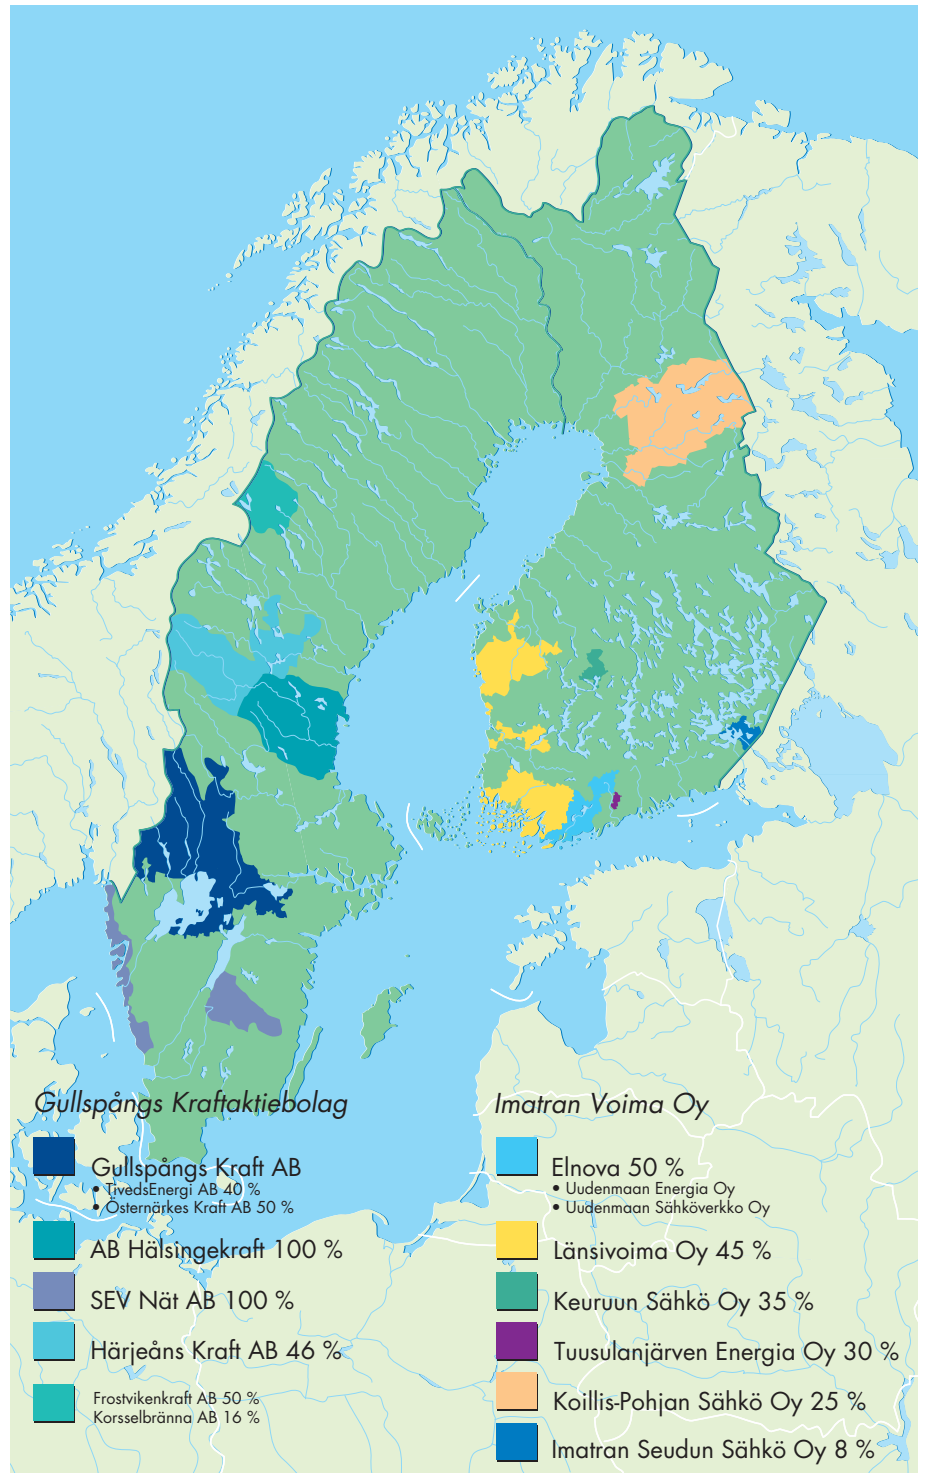 Gullspångs Kraftaktiebolag
Gullspångs Kraft AB
• TivedsEnergi AB 40 %
• Östernärkes Kraft AB 50 %
AB Hälsingekraft 100 %
SEV Nät AB 100 %
Härjeåns Kraft AB 46 %
Frostvikenkraft AB 50 %
Korsselbränna AB 16 %
Imatran Voima Oy
Elnova 50 %
• Uudenmaan Energia Oy
• Uudenmaan Sähköverkko Oy
Länsivoima Oy 45 %
Keuruun Sähkö Oy 35 %
Tuusulanjärven Energia Oy 30 %
Koillis-Pohjan Sähkö Oy 25 %
Imatran Seudun Sähkö Oy 8 %